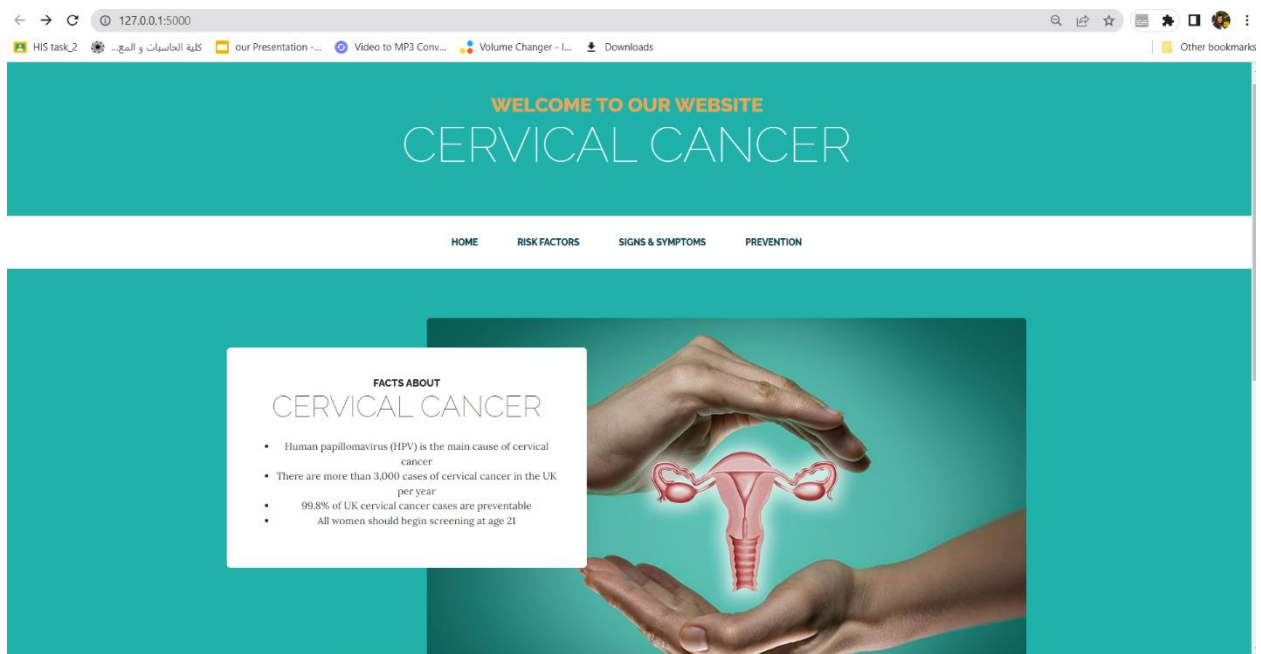 127.0.0.1:5000
HIS task_2
كلية الحاسبات و المع...
our Presentation -...
Video to MP3 Conv...
Volume Changer - I...
Downloads
Other bookmarks
WELCOME TO OUR WEBSITE
CERVICAL CANCER
HOME
RISK FACTORS
SIGNS & SYMPTOMS
PREVENTION
FACTS ABOUT
CERVICAL CANCER
• Human papillomavirus (HPV) is the main cause of cervical
cancer
• There are more than 3,000 cases of cervical cancer in the UK
per year
• 99.8% of UK cervical cancer cases are preventable
• All women should begin screening at age 21